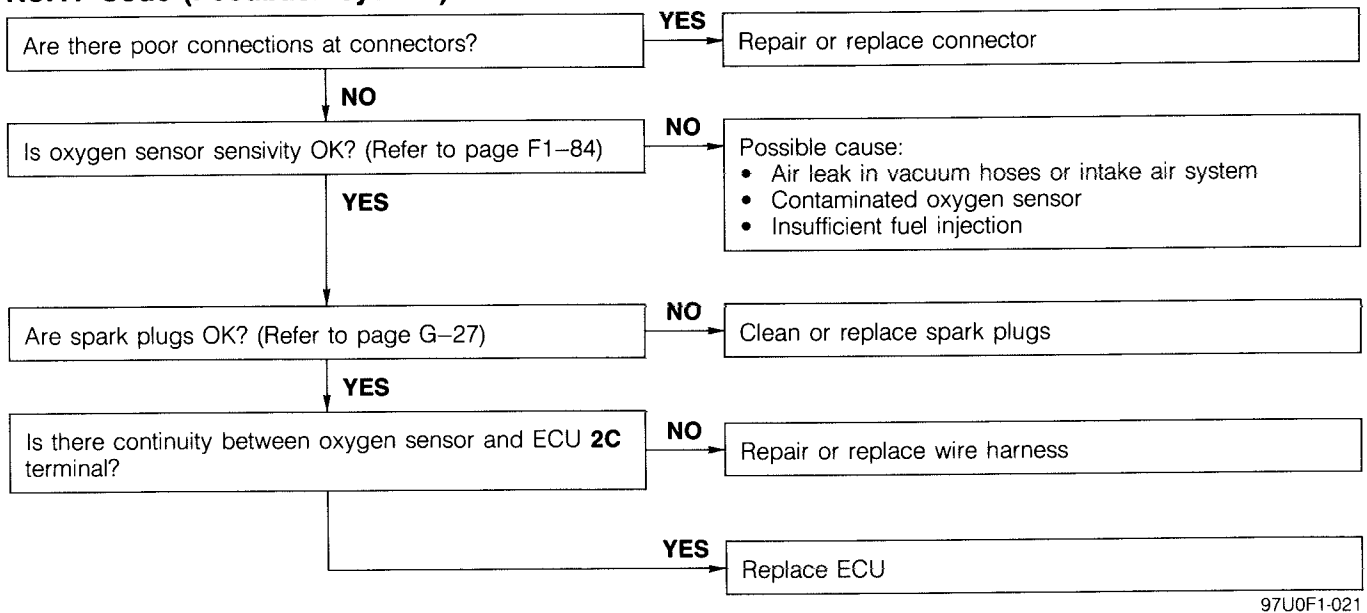 Are there poor connections at connectors?
YES
Repair or replace connector
NO
Is oxygen sensor sensivity OK? (Refer to page F1–84)
NO
Possible cause:
• Air leak in vacuum hoses or intake air system
• Contaminated oxygen sensor
• Insufficient fuel injection
YES
Are spark plugs OK? (Refer to page G–27)
NO
Clean or replace spark plugs
YES
Is there continuity between oxygen sensor and ECU 2C
terminal?
NO
Repair or replace wire harness
YES
Replace ECU
97U0F1-021